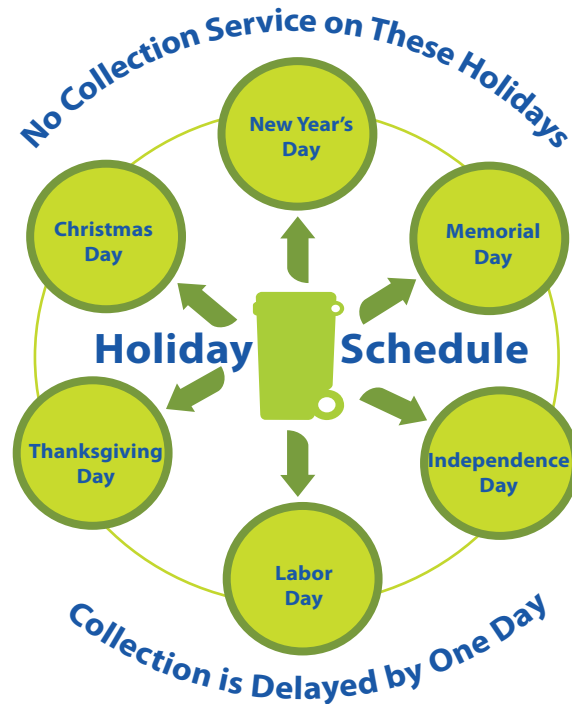 No Collection Service on These Holidays
New Year's
Day
Christmas
Day
Memorial
Day
Holiday Schedule
Thanksgiving
Day
Independence
Day
Labor
Day
Collection is Delayed by One Day